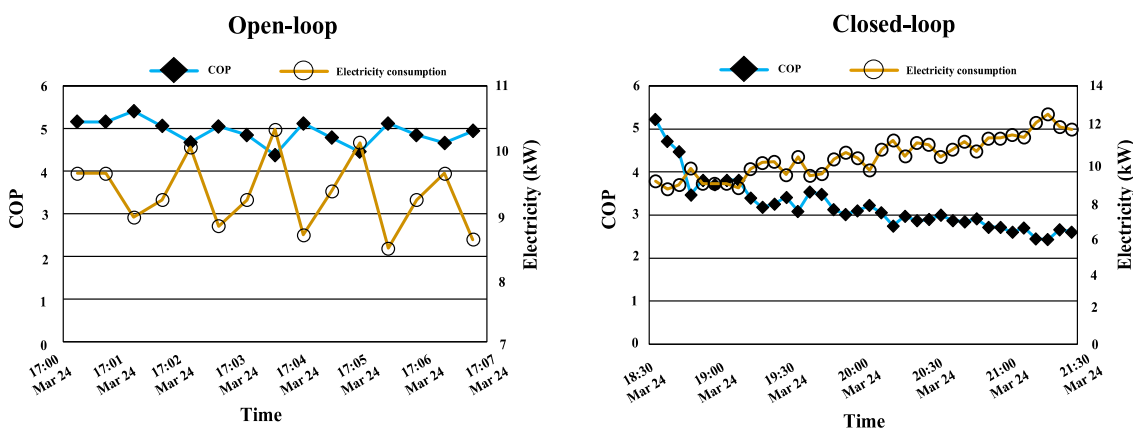 Open-loop
COP
Electricity consumption
6
5
4
3
2
1
0
COP
11
10
9
8
7
Electricity (kW)
17:00
Mar 24
17:01
Mar 24
17:02
Mar 24
17:03
Mar 24
17:04
Mar 24
17:05
Mar 24
17:06
Mar 24
17:07
Mar 24
Time
Closed-loop
COP
Electricity consumption
6
5
4
3
2
1
0
COP
14
12
10
8
6
4
2
0
Electricity (kW)
18:30
Mar 24
19:00
Mar 24
19:30
Mar 24
20:00
Mar 24
20:30
Mar 24
21:00
Mar 24
21:30
Mar 24
Time